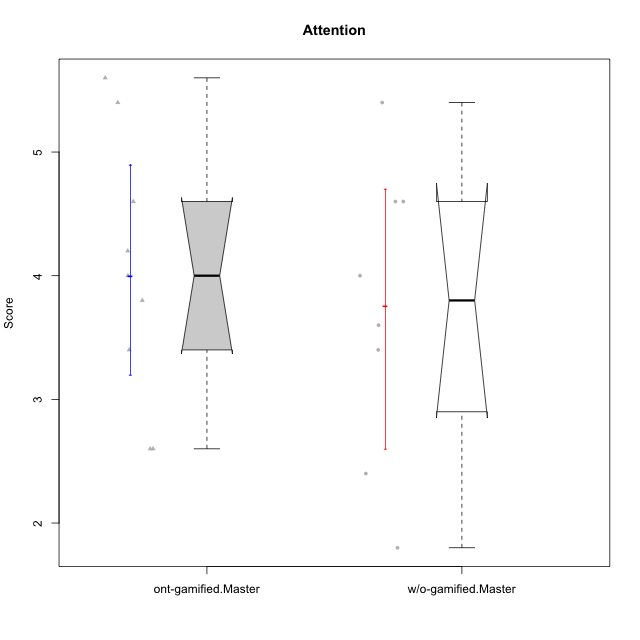 Attention
Score
5
4
3
2
ont-gamified.Master
w/o-gamified.Master